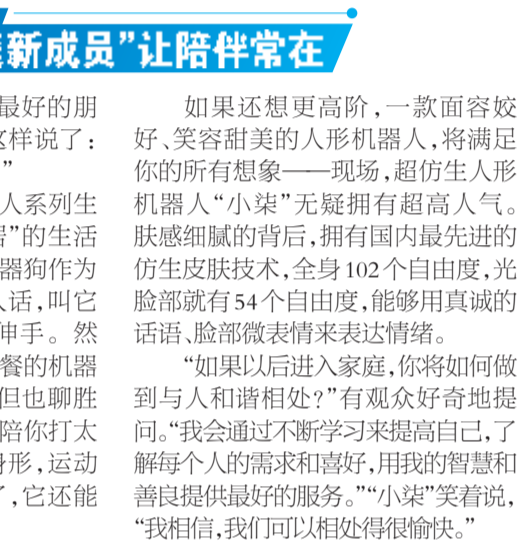 新成员”让陪伴常在
最好的朋
这样说了：
”
人系列生
居”的生活
器狗作为
人话，叫它
伸手。然
餐的机器
但也聊胜
陪你打太
身形，运动
了，它还能
如果还想更高阶，一款面容姣
好、笑容甜美的人形机器人，将满足
你的所有想象——现场，超仿生人形
机器人“小柒”无疑拥有超高人气。
肤感细腻的背后，拥有国内最先进的
仿生皮肤技术，全身102个自由度，光
脸部就有54个自由度，能够用真诚的
话语、脸部微表情来表达情绪。
“如果以后进入家庭，你将如何做
到与人和谐相处？”有观众好奇地提
问。“我会通过不断学习来提高自己，了
解每个人的需求和喜好，用我的智慧和
善良提供最好的服务。”“小柒”笑着说，
“我相信，我们可以相处得很愉快。”